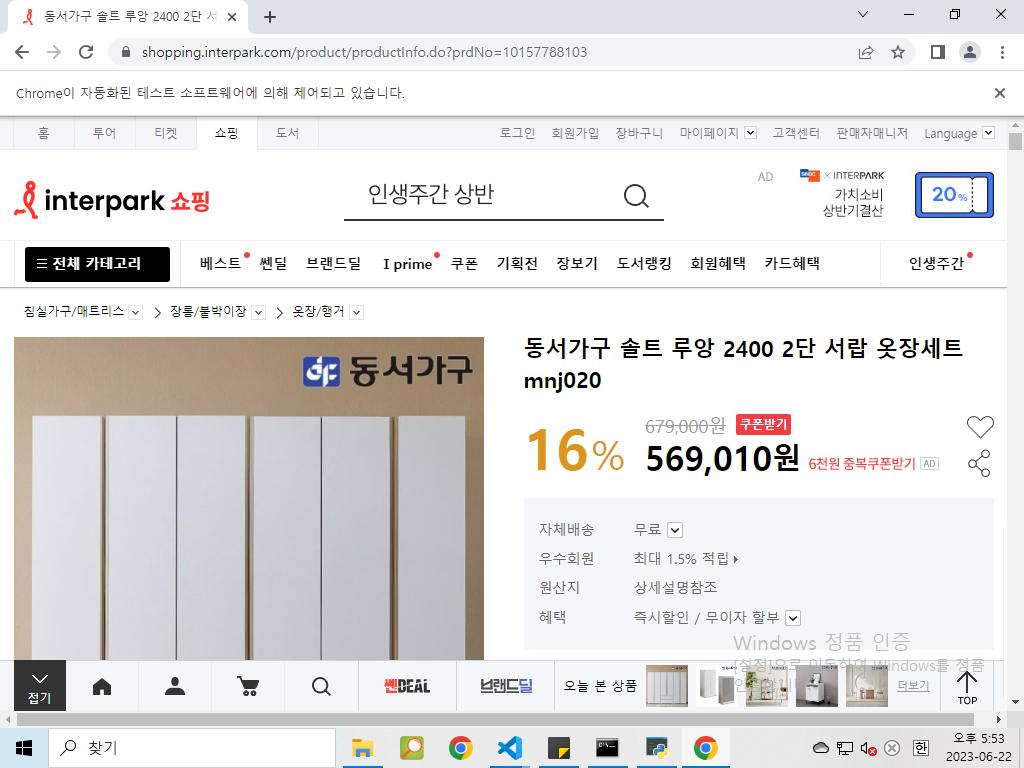 동서가구 솔트 루앙 2400 2단 서
shopping.interpark.com/product/productInfo.do?prdNo=10157788103
Chrome이 자동화된 테스트 소프트웨어에 의해 제어되고 있습니다.
홈 투어 티켓 쇼핑 도서 로그인 회원가입 장바구니 마이페이지 고객센터 판매자매니저 Language
interpark 쇼핑
인생주간 상반
AD
SBDC × INTERPARK
가치소비
상반기결산
20%
전체 카테고리 베스트 쎈딜 브랜드딜 I prime 쿠폰 기획전 장보기 도서랭킹 회원혜택 카드혜택 인생주간
침실가구/매트리스 장롱/붙박이장 옷장/행거
동서가구
동서가구 솔트 루앙 2400 2단 서랍 옷장세트
mnj020
16%
679,000원 쿠폰받기
569,010원 6천원 중복쿠폰받기 AD
자체배송 무료
우수회원 최대 1.5% 적립
원산지 상세설명참조
혜택 즉시할인 / 무이자 할부
Windows 정품 인증
[설정]으로 이동하여 Windows를 정품
접기
쎈DEAL
브랜드딜
오늘 본 상품
더보기
TOP
찾기
한
오후 5:53
2023-06-22